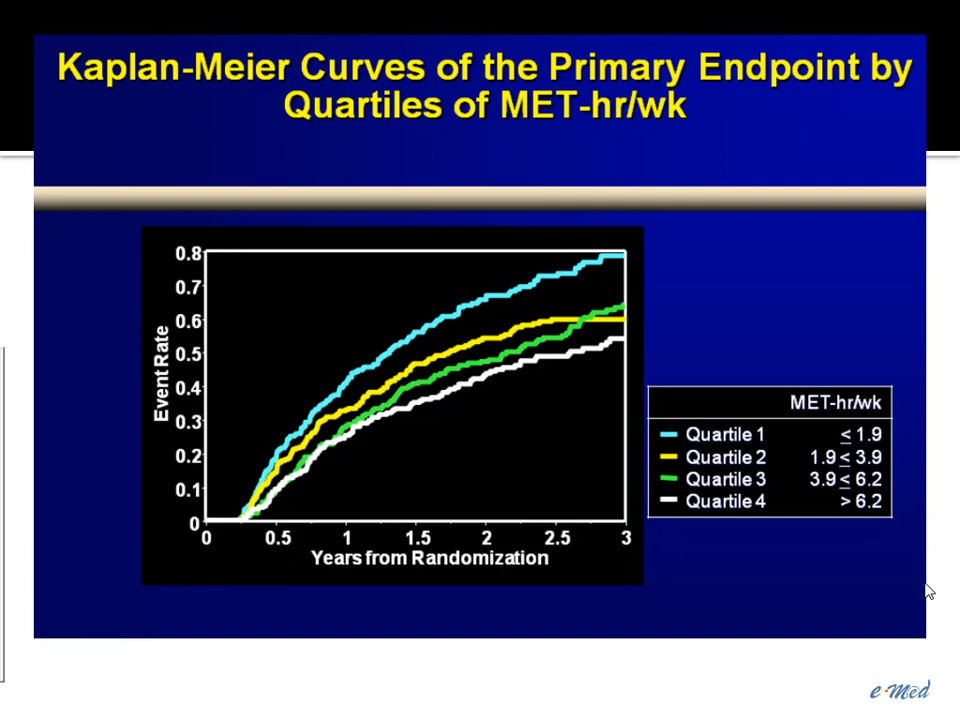 Kaplan-Meier Curves of the Primary Endpoint by
Quartiles of MET-hr/wk
0.8
0.7
0.6
0.5
0.4
0.3
0.2
0.1
0
Event Rate
0 0.5 1 1.5 2 2.5 3
Years from Randomization
MET-hr/wk
Quartile 1 ≤ 1.9
Quartile 2 1.9 ≤ 3.9
Quartile 3 3.9 ≤ 6.2
Quartile 4 > 6.2
e-Med